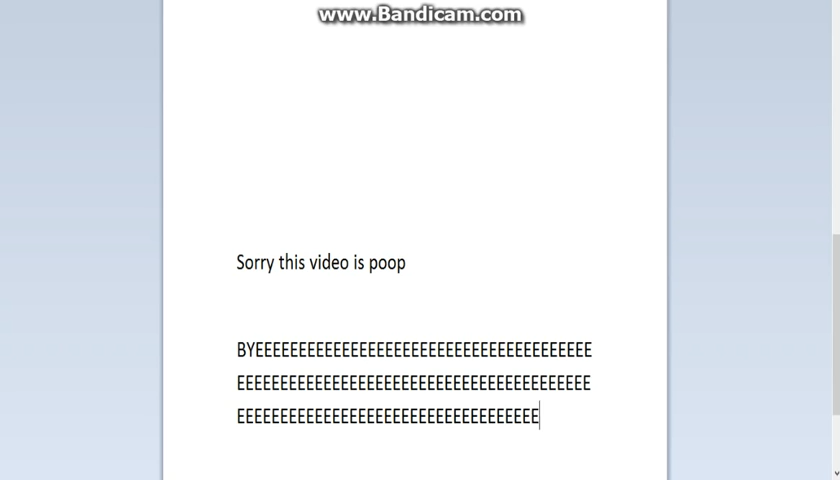 www.Bandicam.com
Sorry this video is poop
BYEEEEEEEEEEEEEEEEEEEEEEEEEEEEEEEEEEEEEEE
EEEEEEEEEEEEEEEEEEEEEEEEEEEEEEEEEEEEEEEEE
EEEEEEEEEEEEEEEEEEEEEEEEEEEEEEEEEEE